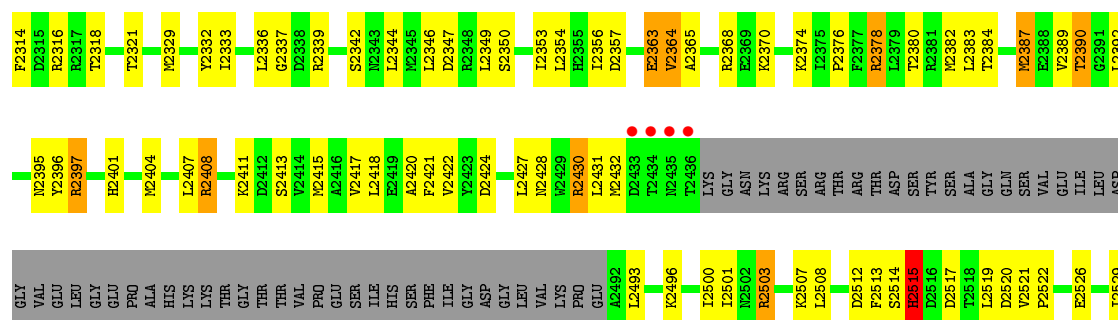 F2314 D2315 R2316 R2317 T2318 T2321 M2329 Y2332 I2333 L2336 G2337 D2338 R2339 S2342 N2343 L2344 M2345 L2346 D2347 R2348 L2349 S2350 I2353 L2354 H2355 I2356 D2357 E2363 V2364 A2365 R2368 E2369 K2370 K2374 I2375 P2376 F2377 R2378 L2379 T2380 R2381 M2382 L2383 T2384 M2387 E2388 V2389 T2390 G2391
N2395 Y2396 R2397 H2401 M2404 L2407 R2408 K2411 D2412 S2413 V2414 M2415 A2416 V2417 L2418 E2419 A2420 F2421 V2422 Y2423 D2424 L2427 N2428 W2429 R2430 L2431 M2432 D2433 T2434 N2435 T2436 LYS GLY ASN LYS ARG SER ARG THR ARG THR ASP SER TYR SER ALA GLY GLN SER VAL GLU ILE LEU ASP
GLY VAL GLU LEU GLY GLU PRO ALA HIS LYS LYS THR GLY THR THR VAL PRO GLU SER ILE HIS SER PHE ILE GLY ASP GLY LEU VAL LYS PRO GLU A2492 L2493 K2496 I2500 I2501 N2502 R2503 K2507 L2508 D2512 F2513 S2514 H2515 D2516 D2517 T2518 L2519 D2520 V2521 P2522 E2526